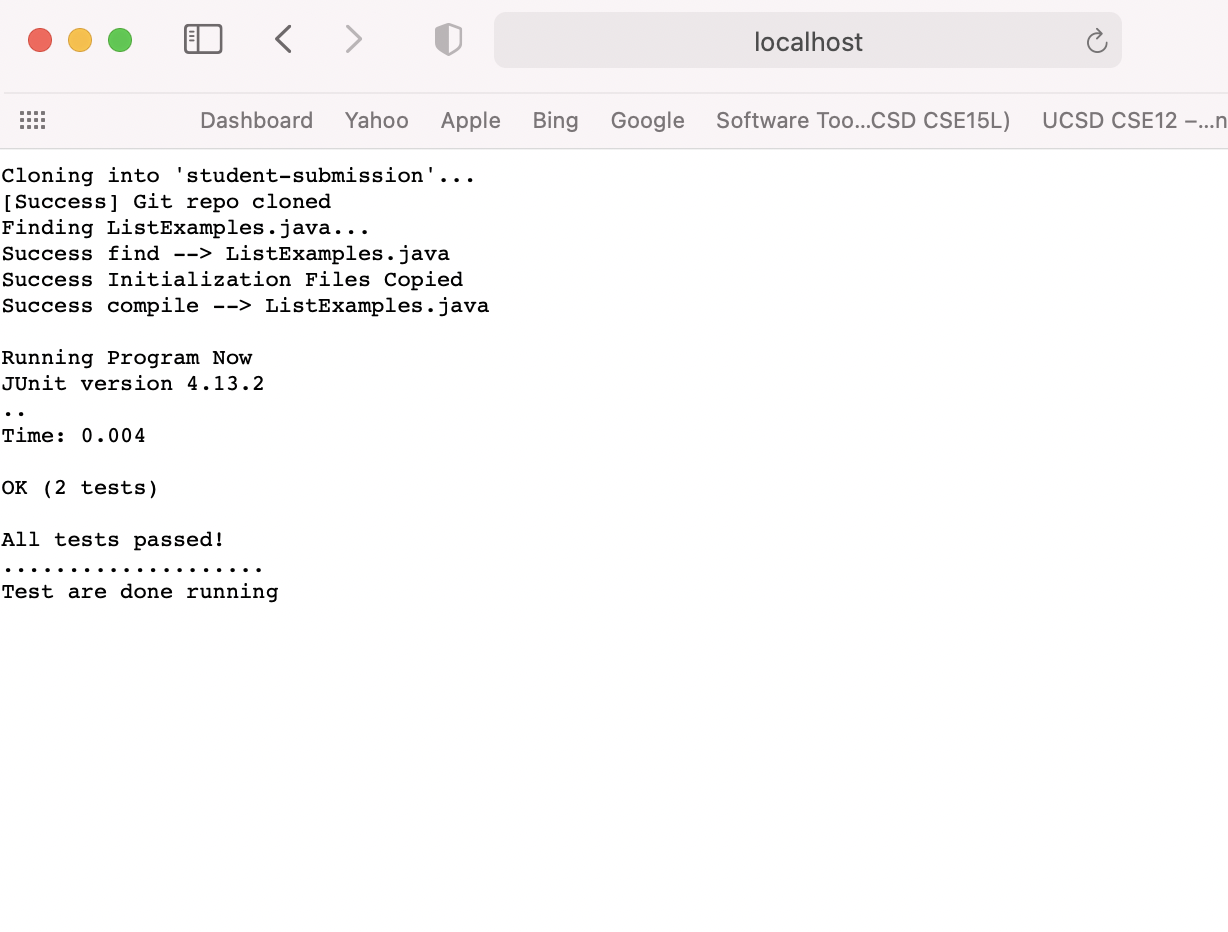 localhost
Dashboard Yahoo Apple Bing Google Software Too...CSD CSE15L) UCSD CSE12 –...n
Cloning into 'student-submission'...
[Success] Git repo cloned
Finding ListExamples.java...
Success find --> ListExamples.java
Success Initialization Files Copied
Success compile --> ListExamples.java
Running Program Now
JUnit version 4.13.2
..
Time: 0.004
OK (2 tests)
All tests passed!
....................
Test are done running